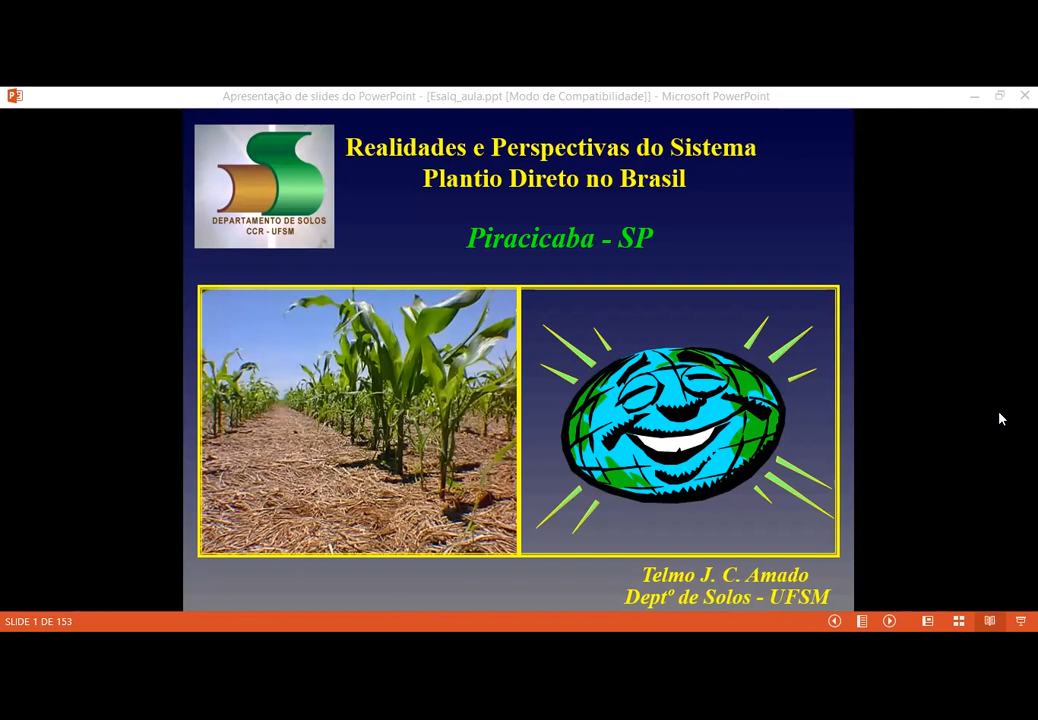 Apresentação de slides do PowerPoint - [Esalq_aula.ppt [Modo de Compatibilidade]] - Microsoft PowerPoint
DEPARTAMENTO DE SOLOS
CCR - UFSM
Realidades e Perspectivas do Sistema
Plantio Direto no Brasil
Piracicaba - SP
Telmo J. C. Amado
Deptº de Solos - UFSM
SLIDE 1 DE 153